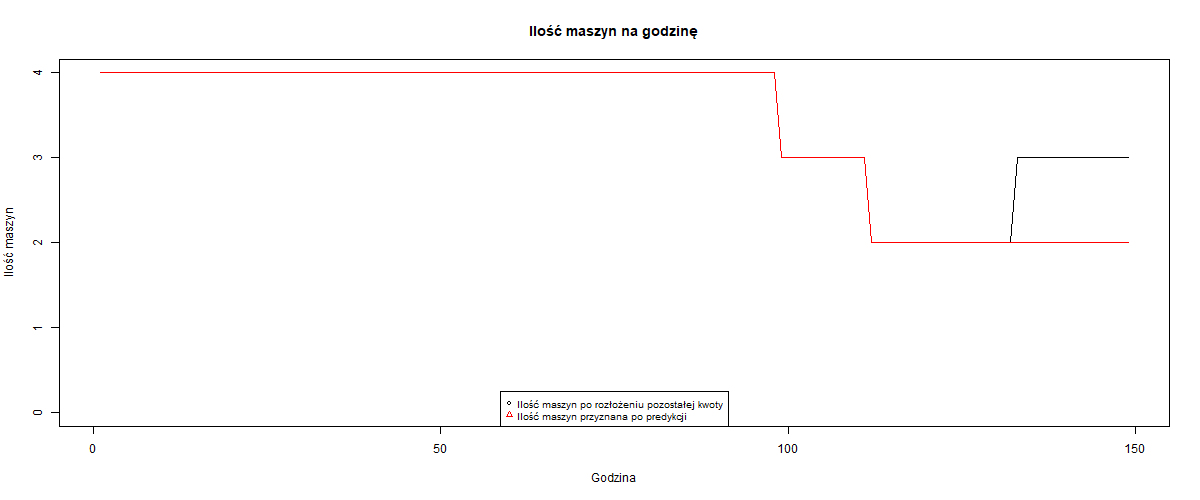 Ilość maszyn na godzinę
Ilość maszyn
4
3
2
1
0
Ilość maszyn po rozłożeniu pozostałej kwoty
Ilość maszyn przyznana po predykcji
0 50 100 150
Godzina